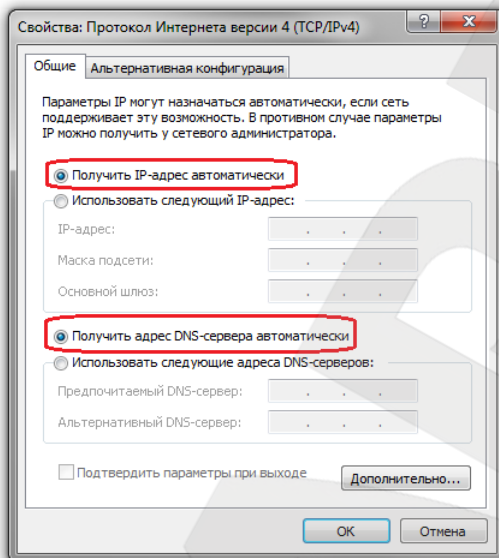 Свойства: Протокол Интернета версии 4 (TCP/IPv4)
Общие
Альтернативная конфигурация
Параметры IP могут назначаться автоматически, если сеть
поддерживает эту возможность. В противном случае параметры
IP можно получить у сетевого администратора.
Получить IP-адрес автоматически
Использовать следующий IP-адрес:
IP-адрес:
Маска подсети:
Основной шлюз:
Получить адрес DNS-сервера автоматически
Использовать следующие адреса DNS-серверов:
Предпочитаемый DNS-сервер:
Альтернативный DNS-сервер:
Подтвердить параметры при выходе
Дополнительно...
ОК
Отмена